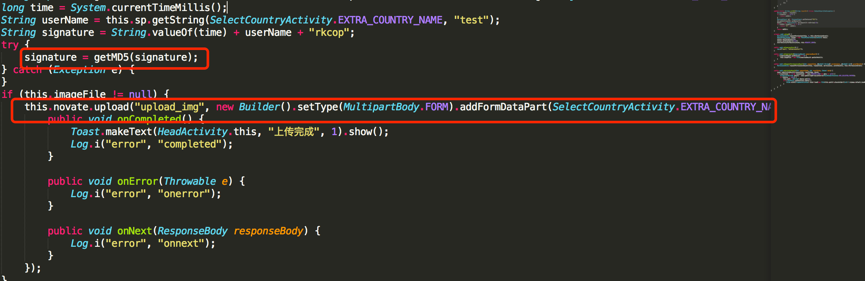 long time = System.currentTimeMillis();
String userName = this.sp.getString(SelectCountryActivity.EXTRA_COUNTRY_NAME, "test");
String signature = String.valueOf(time) + userName + "rkcop";
try {
signature = getMD5(signature);
} catch (Exception e) {
}
if (this.imageFile != null) {
this.novate.upload("upload_img", new Builder().setType(MultipartBody.FORM).addFormDataPart(SelectCountryActivity.EXTRA_COUNTRY_NA
public void onCompleted() {
Toast.makeText(HeadActivity.this, "上传完成", 1).show();
Log.i("error", "completed");
}
public void onError(Throwable e) {
Log.i("error", "onerror");
}
public void onNext(ResponseBody responseBody) {
Log.i("error", "onnext");
}
});
}